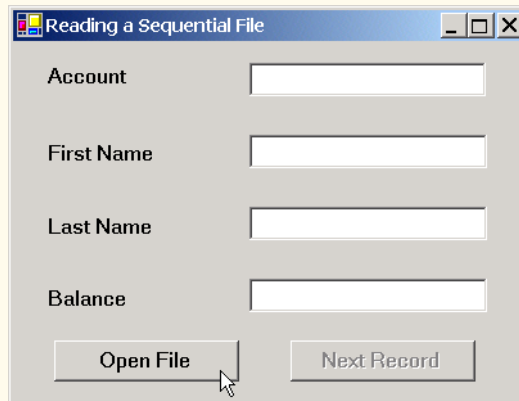 Reading a Sequential File
Account
First Name
Last Name
Balance
Open File
Next Record